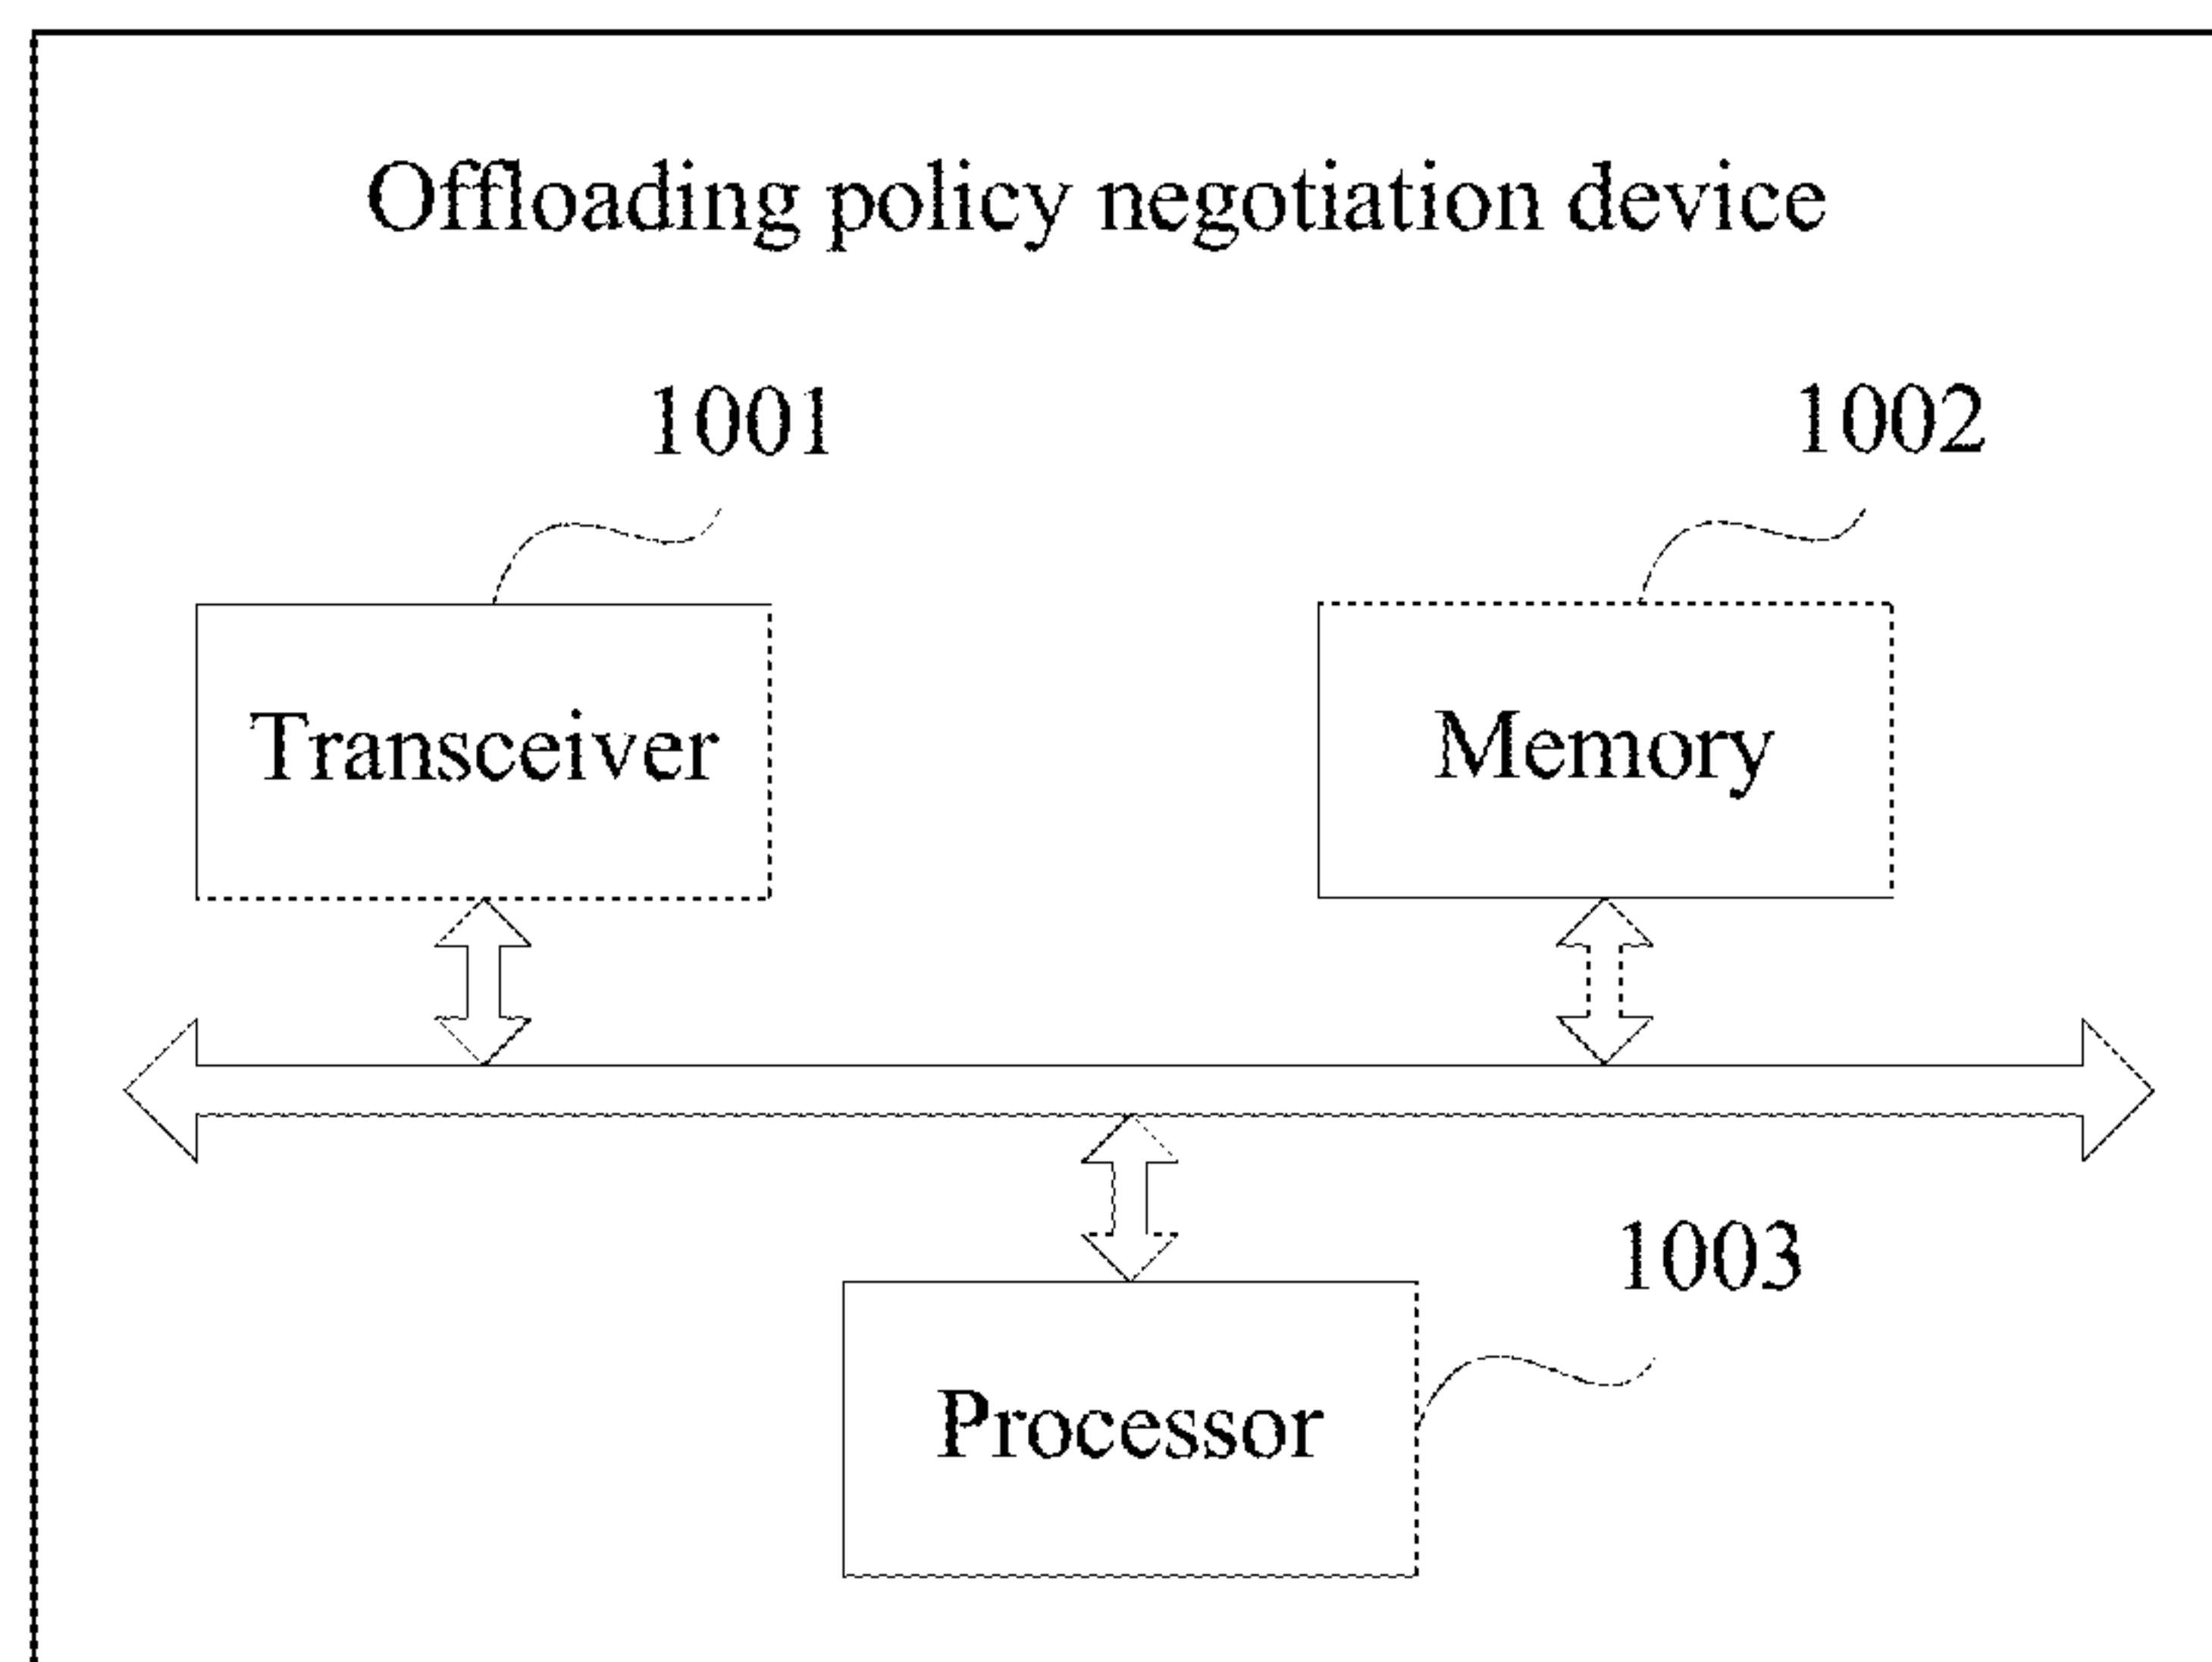 Offloading policy negotiation device
1001
1002
Transceiver
Memory
1003
Processor